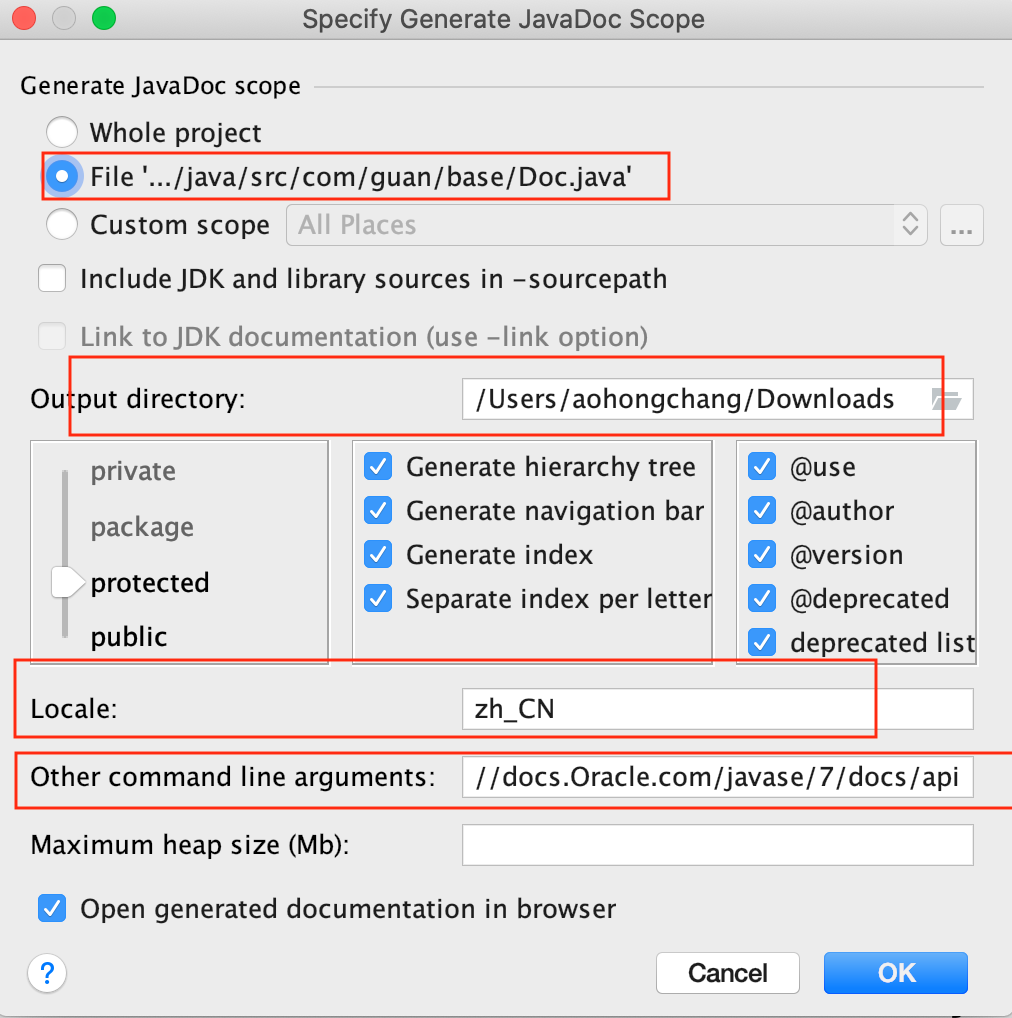 Specify Generate JavaDoc Scope
Generate JavaDoc scope
Whole project
File '.../java/src/com/guan/base/Doc.java'
Custom scope All Places ...
Include JDK and library sources in -sourcepath
Link to JDK documentation (use -link option)
Output directory: /Users/aohongchang/Downloads
private
package
protected
public
Generate hierarchy tree
Generate navigation bar
Generate index
Separate index per letter
@use
@author
@version
@deprecated
deprecated list
Locale: zh_CN
Other command line arguments: //docs.Oracle.com/javase/7/docs/api
Maximum heap size (Mb):
Open generated documentation in browser
? Cancel OK